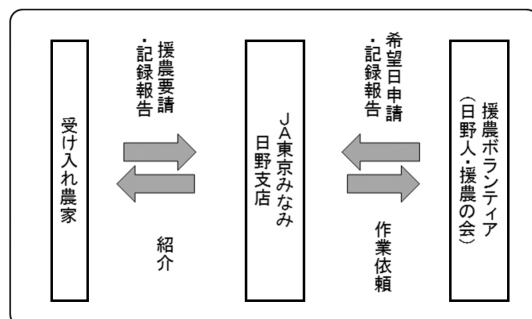 受け入れ農家
援農要請
・記録報告
紹介
JA東京みなみ
日野支店
希望日申請
・記録報告
作業依頼
援農ボランティア
(日野人・援農の会)